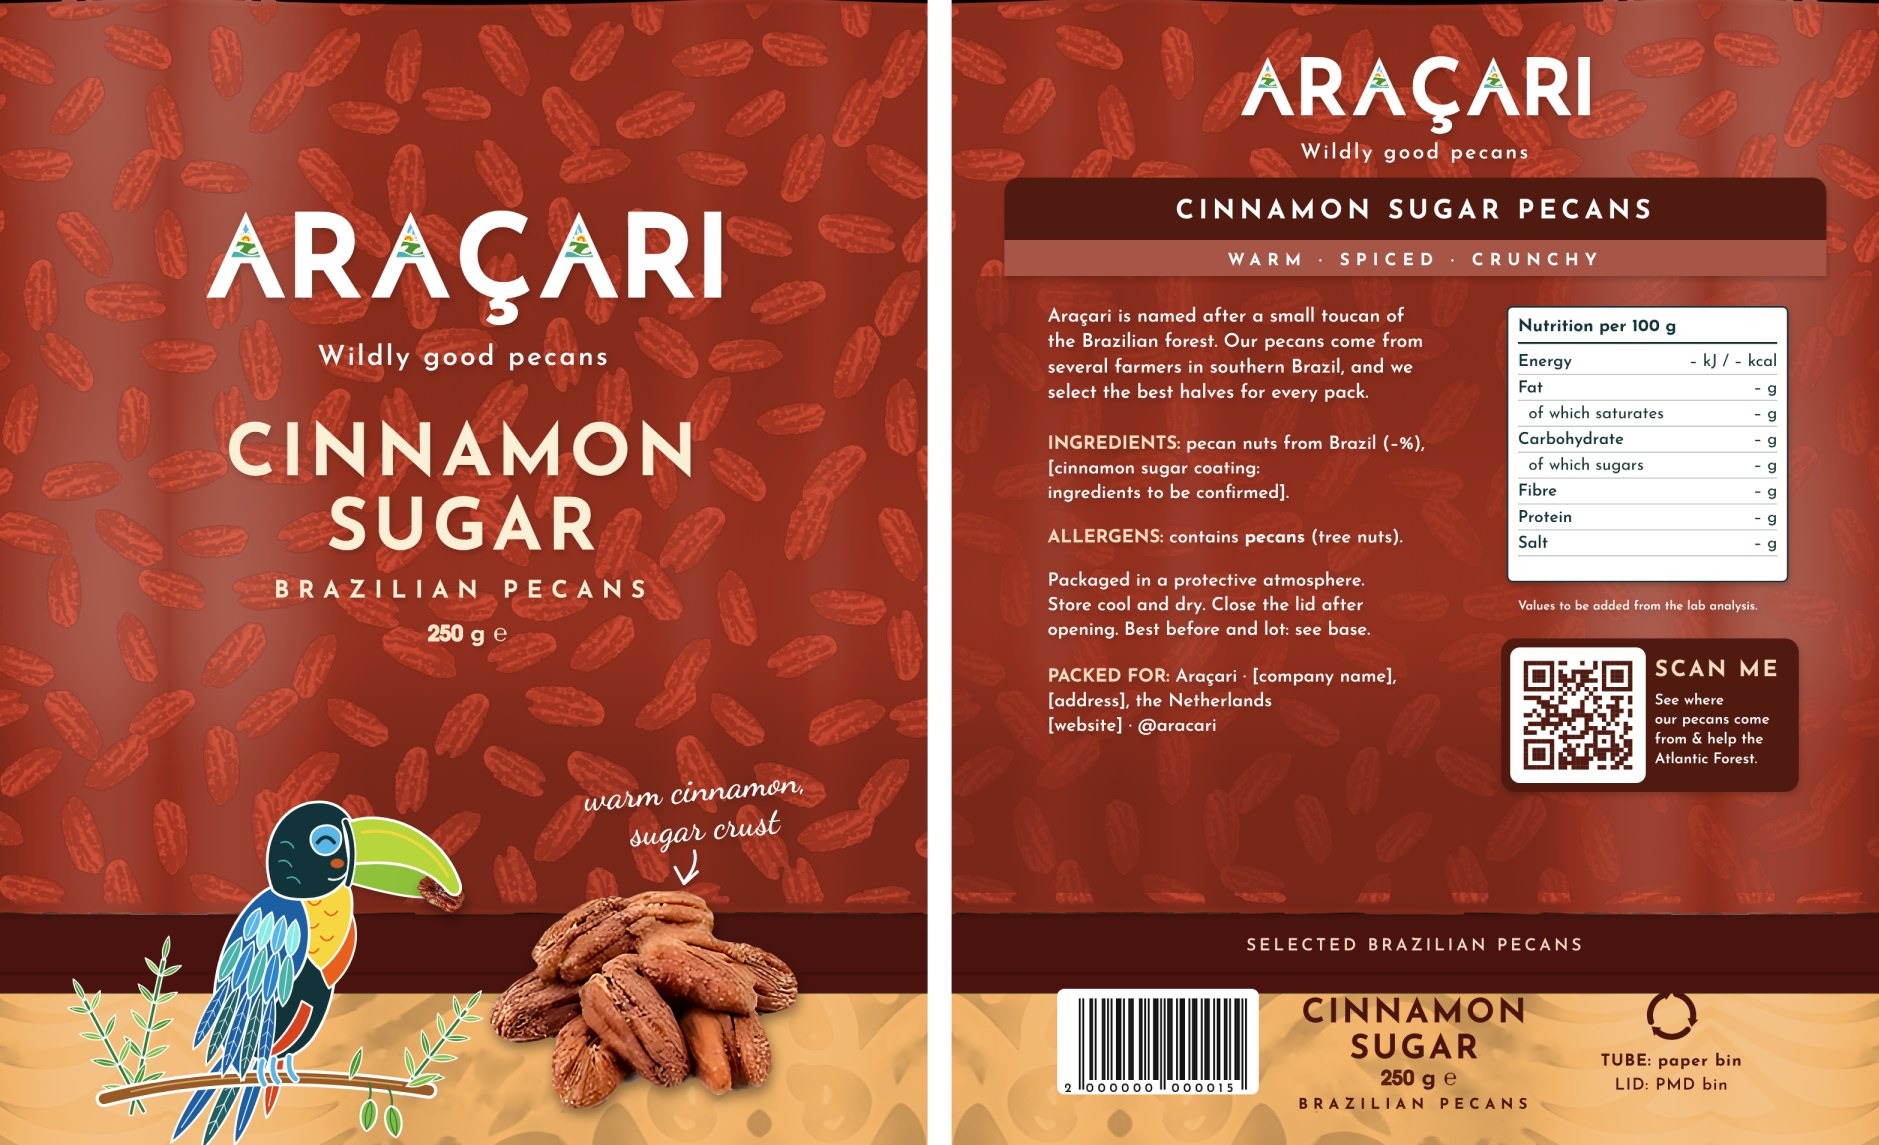 ARAÇARI
Wildly good pecans
CINNAMON
SUGAR
BRAZILIAN PECANS
250 g ℮
warm cinnamon,
sugar crust
ARAÇARI
Wildly good pecans
CINNAMON SUGAR PECANS
WARM · SPICED · CRUNCHY
Araçari is named after a small toucan of
the Brazilian forest. Our pecans come from
several farmers in southern Brazil, and we
select the best halves for every pack.
INGREDIENTS: pecan nuts from Brazil (-%),
[cinnamon sugar coating:
ingredients to be confirmed].
ALLERGENS: contains pecans (tree nuts).
Packaged in a protective atmosphere.
Store cool and dry. Close the lid after
opening. Best before and lot: see base.
PACKED FOR: Araçari · [company name],
[address], the Netherlands
[website] · @aracari
Nutrition per 100 g
Energy - kJ / - kcal
Fat - g
of which saturates - g
Carbohydrate - g
of which sugars - g
Fibre - g
Protein - g
Salt - g
Values to be added from the lab analysis.
SCAN ME
See where
our pecans come
from & help the
Atlantic Forest.
SELECTED BRAZILIAN PECANS
2 000000 000015
CINNAMON
SUGAR
250 g ℮
BRAZILIAN PECANS
TUBE: paper bin
LID: PMD bin